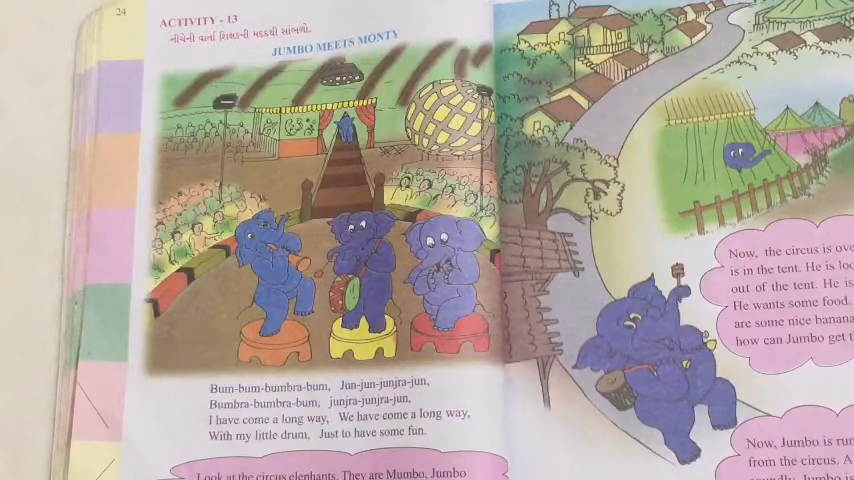 24
ACTIVITY - 13
નીચેની વાર્તા શિક્ષકની મદદથી સાંભળો.
JUMBO MEETS MONTY
Bum-bum-bumbra-bum, Jun-jun-junjra-jun,
Bumbra-bumbra-bum, junjra-junjra-jun,
I have come a long way, We have come a long way,
With my little drum, Just to have some fun.
Look at the circus elephants. They are Mumbo, Jumbo
Now, the circus is ove
is in the tent. He is loo
out of the tent. He is
He wants some food.
are some nice banana
how can Jumbo get t
Now, Jumbo is run
from the circus. A
soundly. Jumbo is